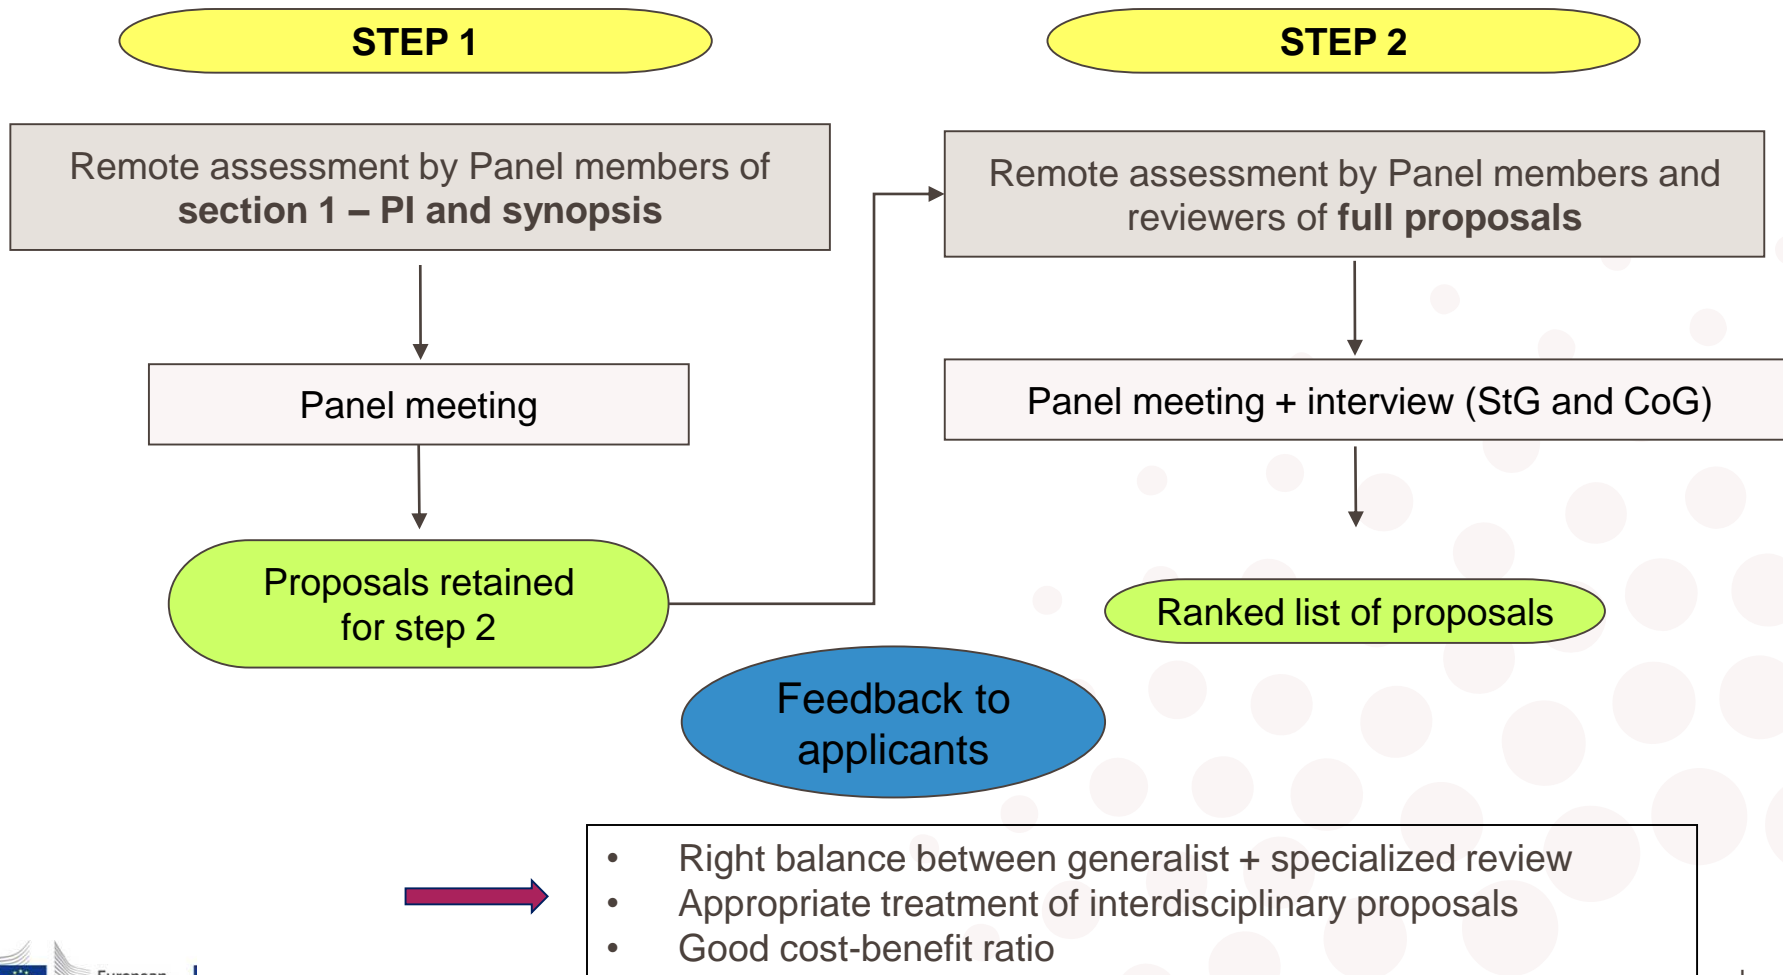 STEP 1
STEP 2
Remote assessment by Panel members of
section 1 – PI and synopsis
Remote assessment by Panel members and
reviewers of full proposals
Panel meeting
Panel meeting + interview (StG and CoG)
Proposals retained
for step 2
Ranked list of proposals
Feedback to
applicants
• Right balance between generalist + specialized review
• Appropriate treatment of interdisciplinary proposals
• Good cost-benefit ratio